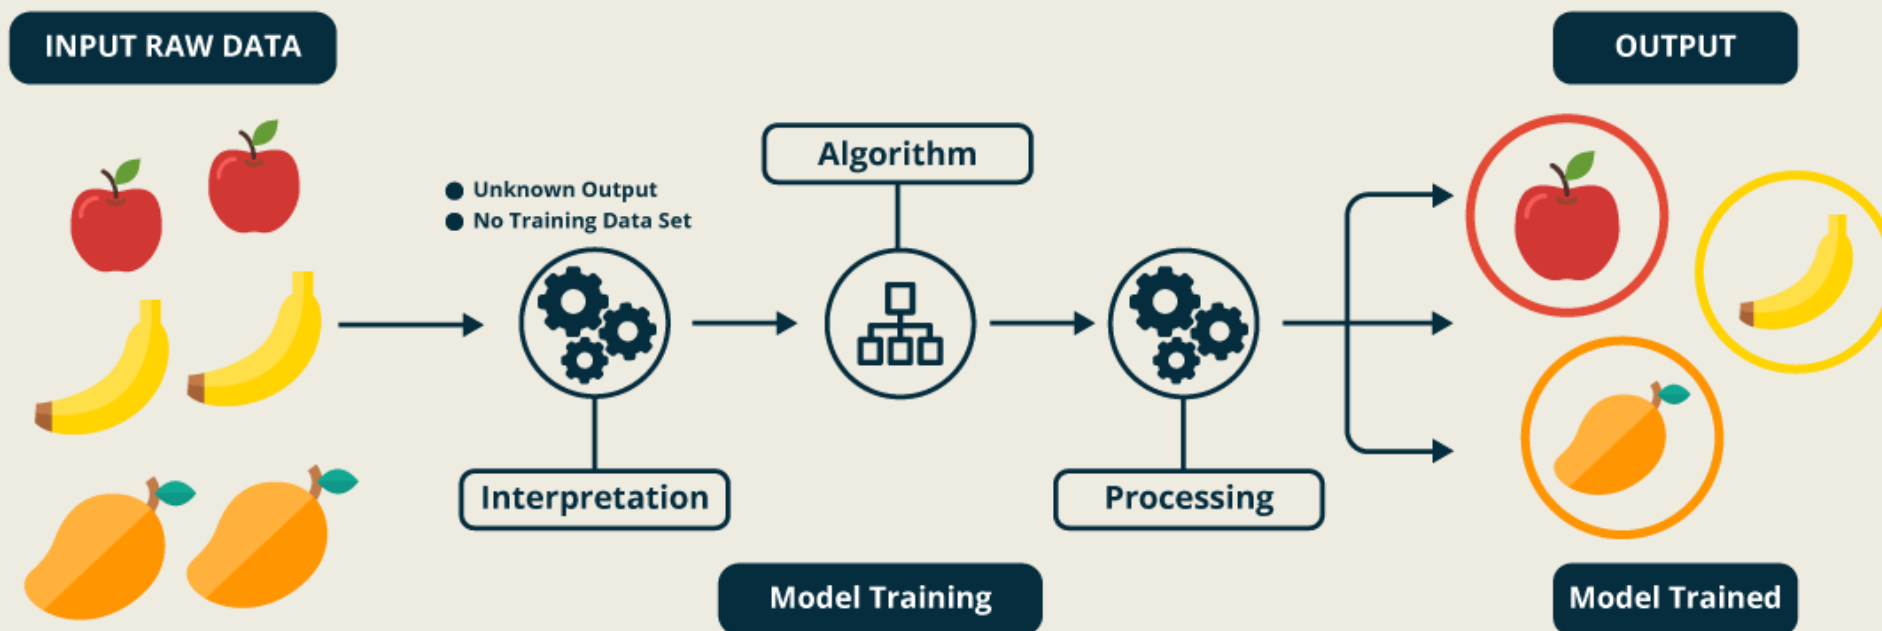 INPUT RAW DATA
OUTPUT
Algorithm
Unknown Output
No Training Data Set
Interpretation
Processing
Model Training
Model Trained